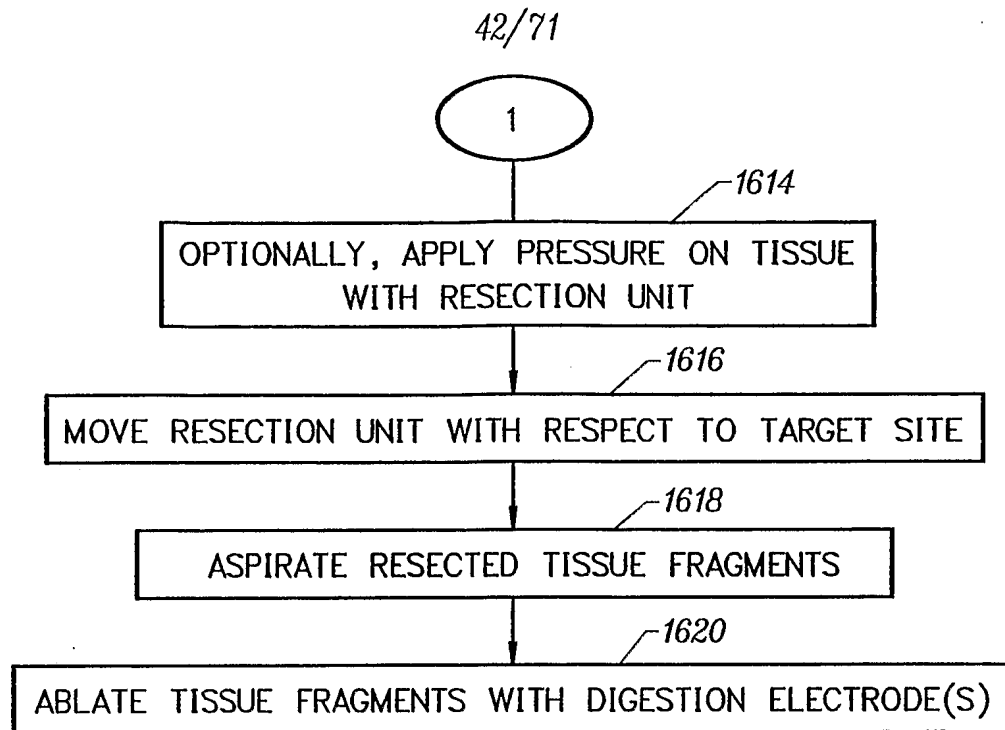 42/71
1
1614
OPTIONALLY, APPLY PRESSURE ON TISSUE
WITH RESECTION UNIT
1616
MOVE RESECTION UNIT WITH RESPECT TO TARGET SITE
1618
ASPIRATE RESECTED TISSUE FRAGMENTS
1620
ABLATE TISSUE FRAGMENTS WITH DIGESTION ELECTRODE(S)